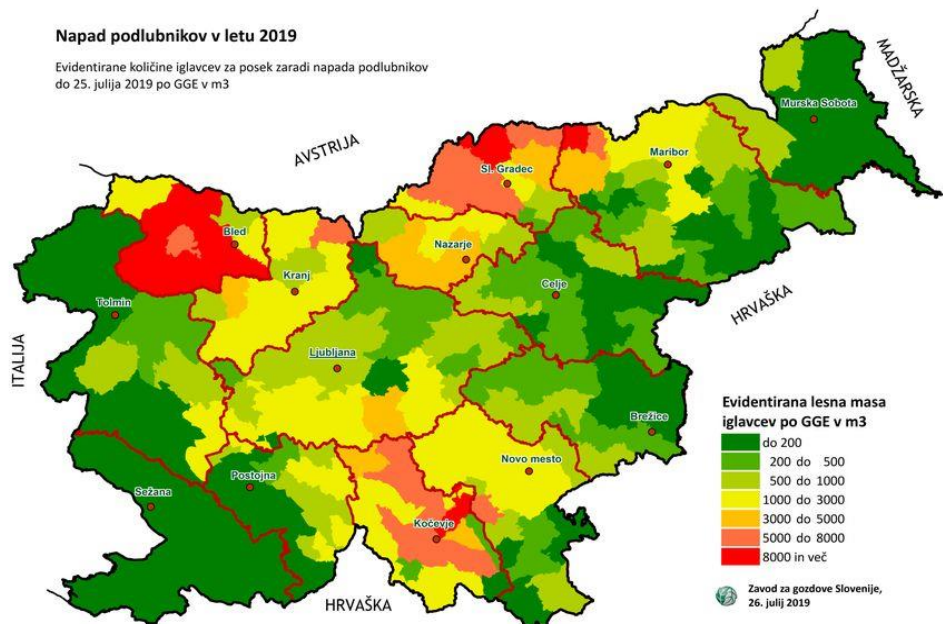 Napad podlubnikov v letu 2019
Evidentirane količine iglavcev za posek zaradi napada podlubnikov
do 25. julija 2019 po GGE v m3
AVSTRIJA
MADŽARSKA
Murska Sobota
Maribor
Sl. Gradec
Bled
Nazarje
Kranj
Celje
Tolmin
HRVAŠKA
ITALIJA
Ljubljana
Brežice
Novo mesto
Postojna
Sežana
Kočevje
HRVAŠKA
Evidentirana lesna masa
iglavcev po GGE v m3
do 200
200 do 500
500 do 1000
1000 do 3000
3000 do 5000
5000 do 8000
8000 in več
Zavod za gozdove Slovenije,
26. julij 2019